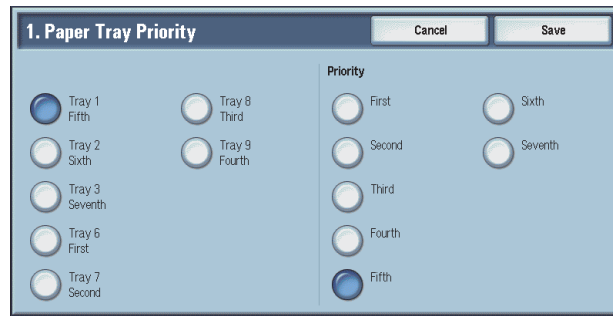 1. Paper Tray Priority
Cancel
Save
Tray 1
Fifth
Tray 2
Sixth
Tray 3
Seventh
Tray 6
First
Tray 7
Second
Tray 8
Third
Tray 9
Fourth
Priority
First
Second
Third
Fourth
Fifth
Sixth
Seventh